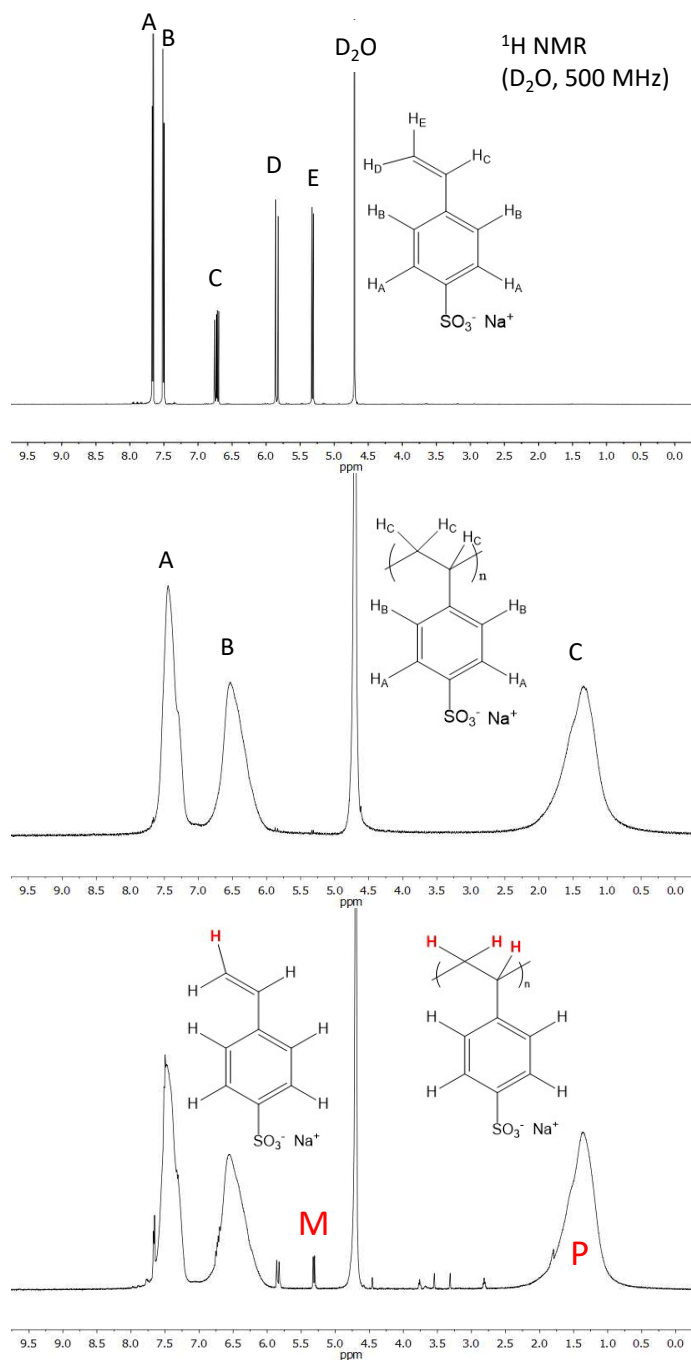 A
B
D₂O
¹H NMR
(D₂O, 500 MHz)
D
E
C
H_E
H_D
H_C
H_B
H_B
H_A
H_A
SO₃⁻ Na⁺
9.5 9.0 8.5 8.0 7.5 7.0 6.5 6.0 5.5 5.0 4.5 4.0 3.5 3.0 2.5 2.0 1.5 1.0 0.5 0.0
ppm
A
B
C
H_C
H_C
H_C
n
H_B
H_B
H_A
H_A
SO₃⁻ Na⁺
9.5 9.0 8.5 8.0 7.5 7.0 6.5 6.0 5.5 5.0 4.5 4.0 3.5 3.0 2.5 2.0 1.5 1.0 0.5 0.0
ppm
H
H
H
H
H
H
H
SO₃⁻ Na⁺
H
H
H
n
H
H
H
H
SO₃⁻ Na⁺
M
P
9.5 9.0 8.5 8.0 7.5 7.0 6.5 6.0 5.5 5.0 4.5 4.0 3.5 3.0 2.5 2.0 1.5 1.0 0.5 0.0
ppm